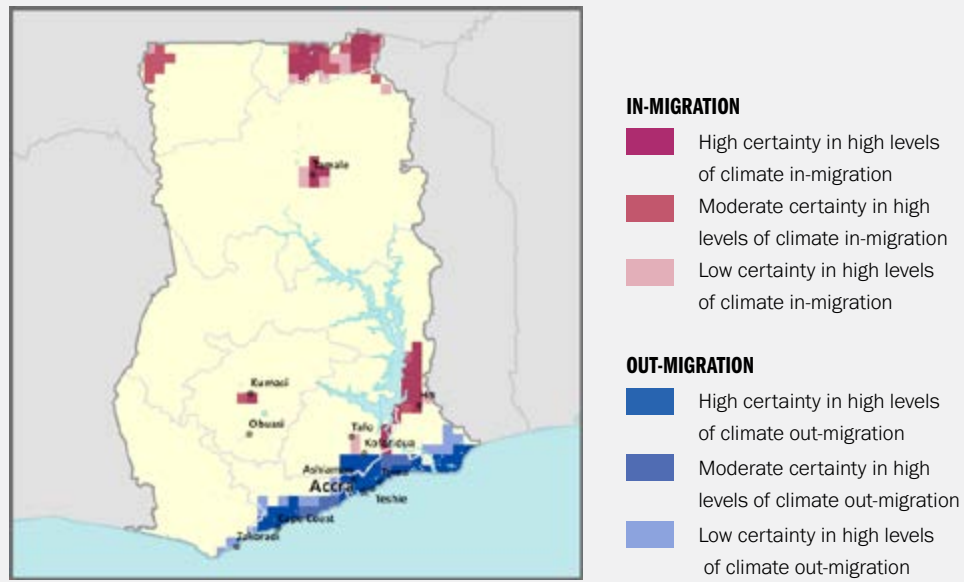 Tamale
Kumasi
Obuasi
Ho
Tafo
Koforidua
Ashiaman
Tema
Accra
Teshie
Cape Coast
Takoradi
IN-MIGRATION
High certainty in high levels
of climate in-migration
Moderate certainty in high
levels of climate in-migration
Low certainty in high levels
of climate in-migration
OUT-MIGRATION
High certainty in high levels
of climate out-migration
Moderate certainty in high
levels of climate out-migration
Low certainty in high levels
of climate out-migration